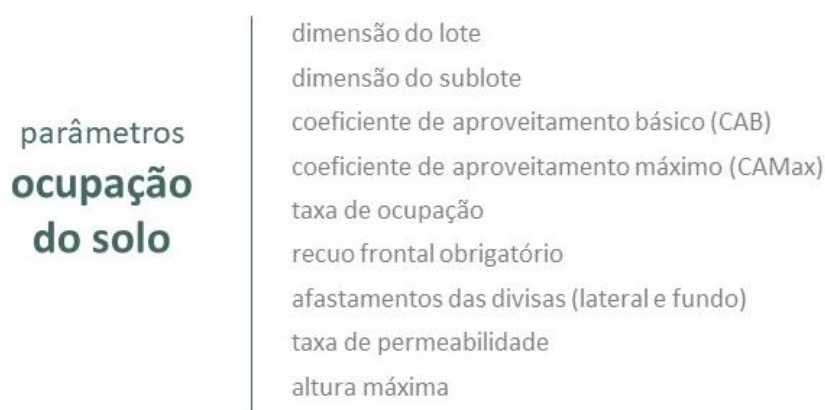 parâmetros
ocupação
do solo
dimensão do lote
dimensão do sublote
coeficiente de aproveitamento básico (CAB)
coeficiente de aproveitamento máximo (CAMax)
taxa de ocupação
recuo frontal obrigatório
afastamentos das divisas (lateral e fundo)
taxa de permeabilidade
altura máxima